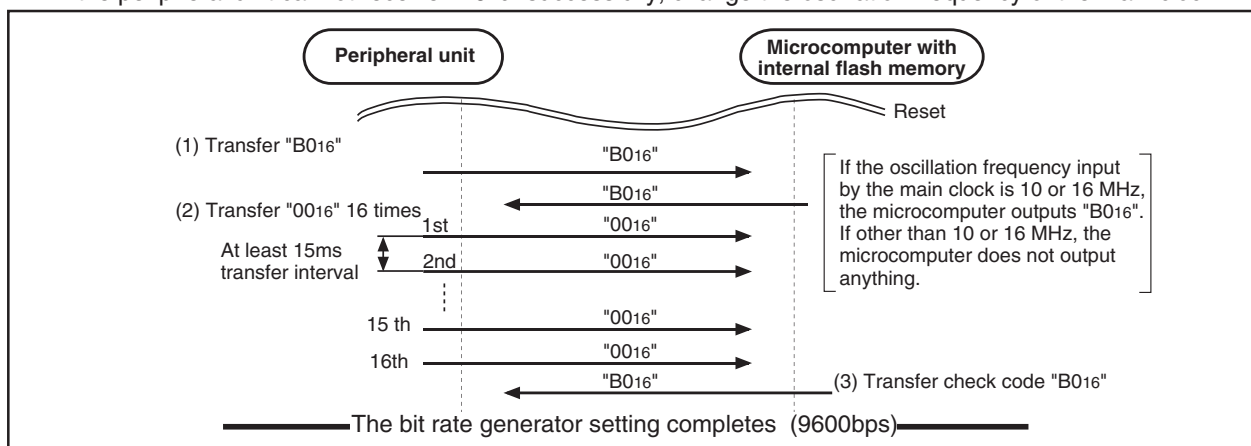 Peripheral unit
Microcomputer with
internal flash memory
Reset
(1) Transfer "B016"
"B016"
"B016"
If the oscillation frequency input
by the main clock is 10 or 16 MHz,
the microcomputer outputs "B016".
If other than 10 or 16 MHz, the
microcomputer does not output
anything.
(2) Transfer "0016" 16 times
1st
"0016"
At least 15ms
transfer interval
2nd
"0016"
15 th
"0016"
16th
"0016"
"B016"
(3) Transfer check code "B016"
The bit rate generator setting completes (9600bps)